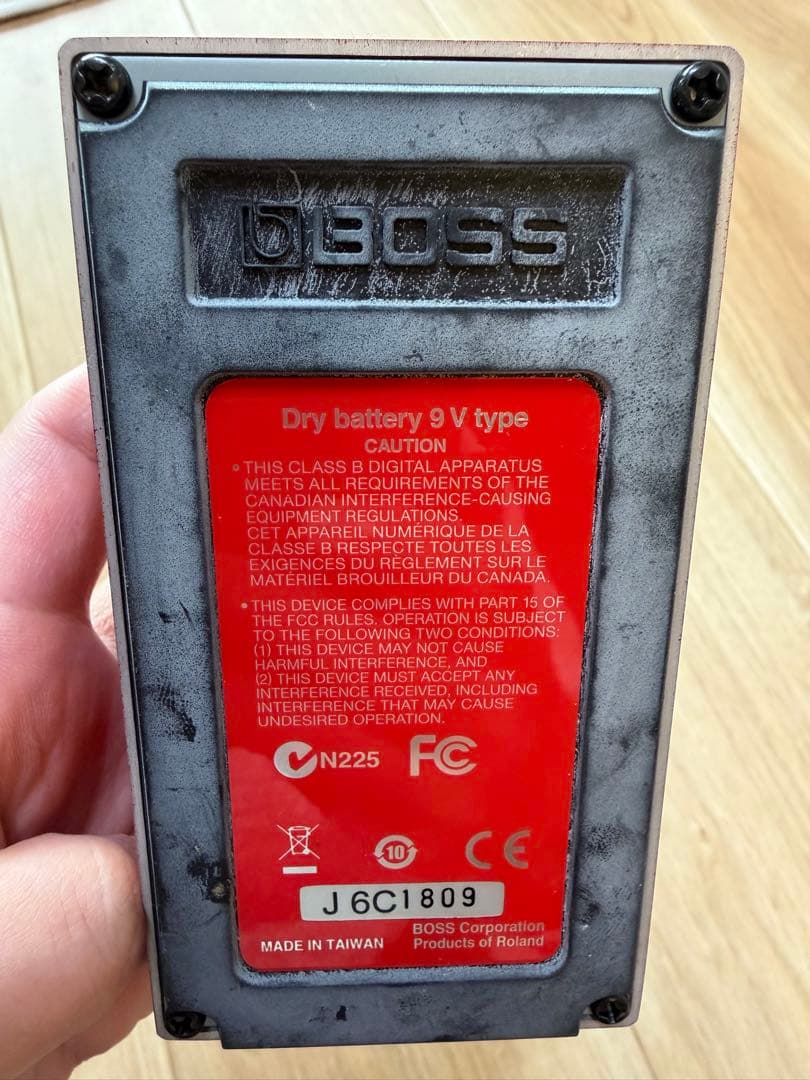 BOSS
Dry battery 9 V type
CAUTION
• THIS CLASS B DIGITAL APPARATUS
MEETS ALL REQUIREMENTS OF THE
CANADIAN INTERFERENCE-CAUSING
EQUIPMENT REGULATIONS.
CET APPAREIL NUMÉRIQUE DE LA
CLASSE B RESPECTE TOUTES LES
EXIGENCES DU RÈGLEMENT SUR LE
MATÉRIEL BROUILLEUR DU CANADA.
• THIS DEVICE COMPLIES WITH PART 15 OF
THE FCC RULES. OPERATION IS SUBJECT
TO THE FOLLOWING TWO CONDITIONS:
(1) THIS DEVICE MAY NOT CAUSE
HARMFUL INTERFERENCE, AND
(2) THIS DEVICE MUST ACCEPT ANY
INTERFERENCE RECEIVED, INCLUDING
INTERFERENCE THAT MAY CAUSE
UNDESIRED OPERATION.
N225 FC
10 CE
J6C1809
MADE IN TAIWAN
BOSS Corporation
Products of Roland